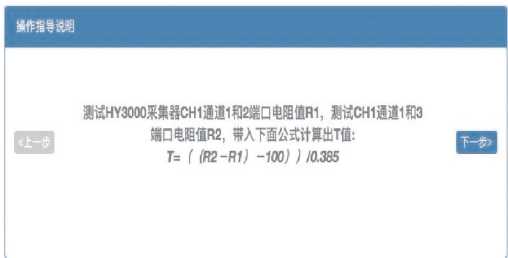 操作指导说明
测试HY3000采集器CH1通道1和2端口电阻值R1，测试CH1通道1和3
端口电阻值R2，带入下面公式计算出T值:
«上一步
下一步»
T=（（R2－R1）－100））/0.385